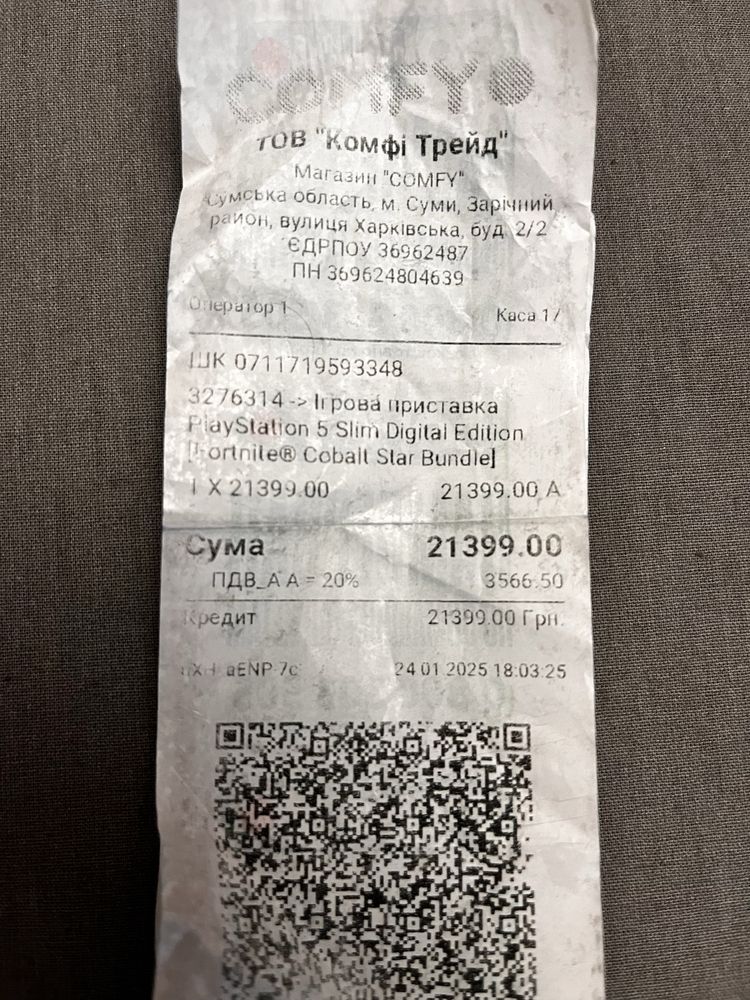 COMFY
ТОВ "Комфі Трейд"
Магазин "COMFY"
Сумська область, м. Суми, Зарічний
район, вулиця Харківська, буд. 2/2
ЄДРПОУ 36962487
ПН 369624804639
Оператор 1
Каса 17
ШК 0711719593348
3276314 -> Ігрова приставка
PlayStation 5 Slim Digital Edition
[Fortnite® Cobalt Star Bundle]
1 X 21399.00 21399.00 А
Сума 21399.00
ПДВ_А А = 20% 3566.50
Кредит 21399.00 Грн.
24.01.2025 18:03:25